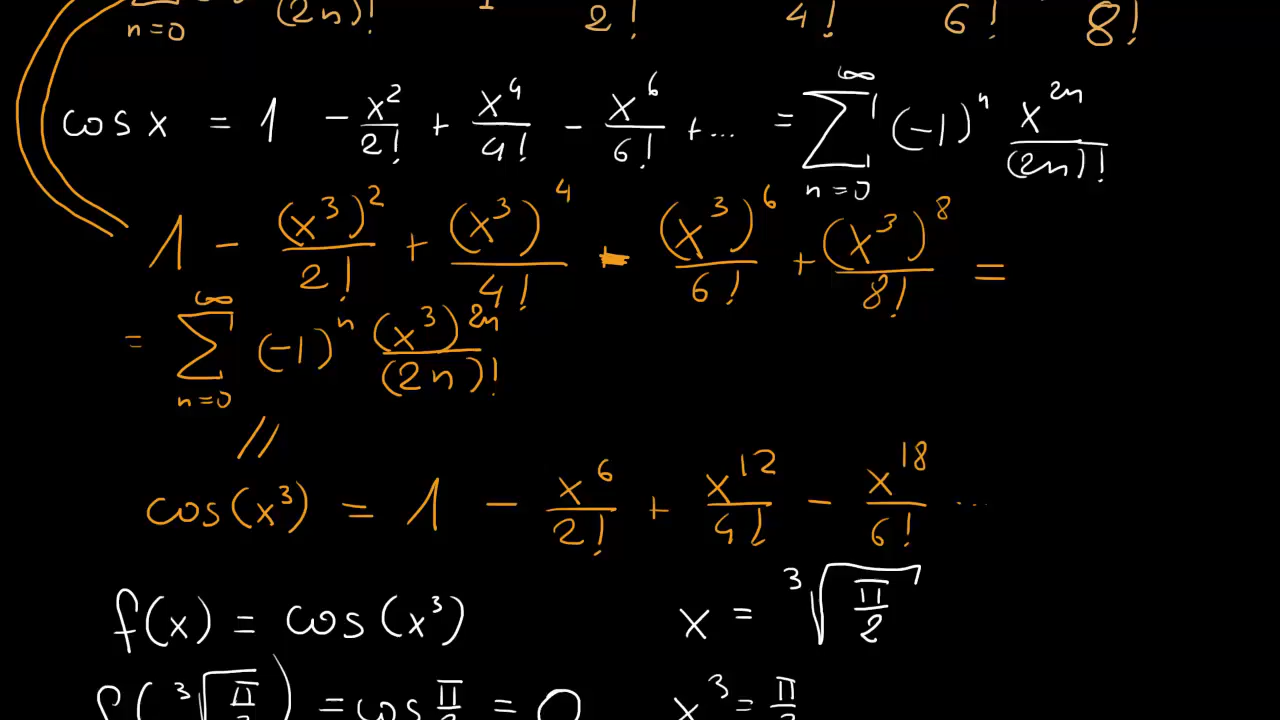 n=0 (2n)! 2! 4! 6! 8!
cos x = 1 - x²/2! + x⁴/4! - x⁶/6! + ... = ∑_{n=0}^{∞} (-1)ⁿ x²ⁿ/(2n)!
1 - (x³)²/2! + (x³)⁴/4! - (x³)⁶/6! + (x³)⁸/8! =
= ∑_{n=0}^{∞} (-1)ⁿ (x³)²ⁿ/(2n)!
//
cos(x³) = 1 - x⁶/2! + x¹²/4! - x¹⁸/6! ...
f(x) = cos(x³) x = ³√(π/2)
f(³√(π/2)) = cos π/2 = 0 x³ = π/2